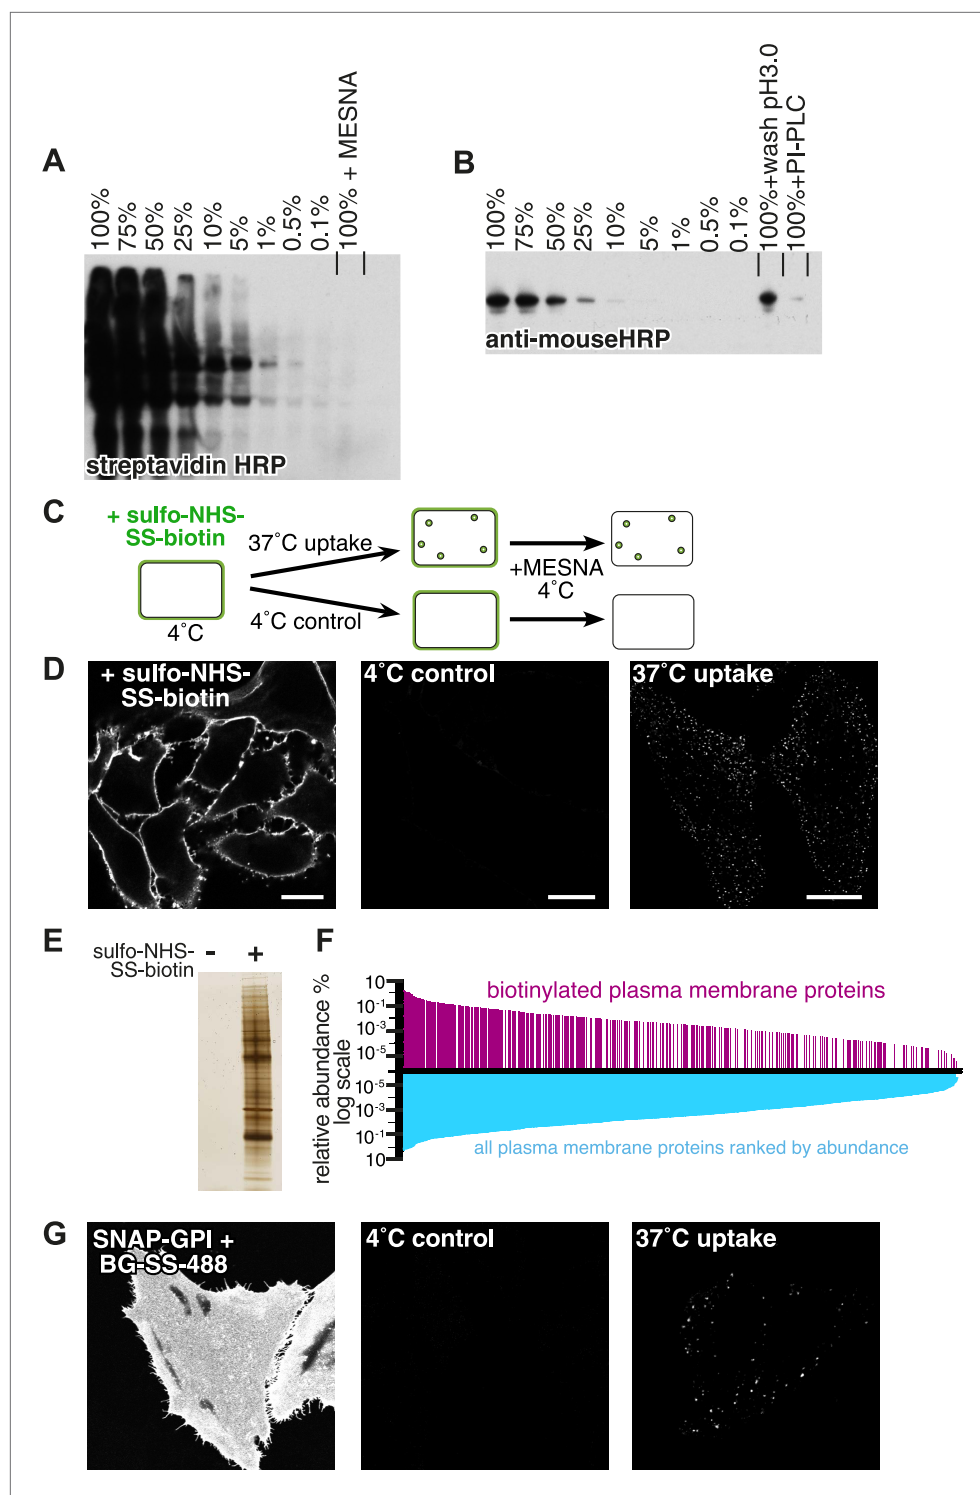 A
100%
75%
50%
25%
10%
5%
1%
0.5%
0.1%
100% + MESNA
streptavidin HRP
B
100%
75%
50%
25%
10%
5%
1%
0.5%
0.1%
100%+wash pH3.0
100%+PI-PLC
anti-mouseHRP
C
+ sulfo-NHS-
SS-biotin
4°C
37°C uptake
4°C control
+MESNA
4°C
D
+ sulfo-NHS-
SS-biotin
4°C control
37°C uptake
E
sulfo-NHS-
SS-biotin
- +
F
relative abundance %
log scale
10
10-1
10-3
10-5
10-5
10-3
10-1
10
biotinylated plasma membrane proteins
all plasma membrane proteins ranked by abundance
G
SNAP-GPI +
BG-SS-488
4°C control
37°C uptake